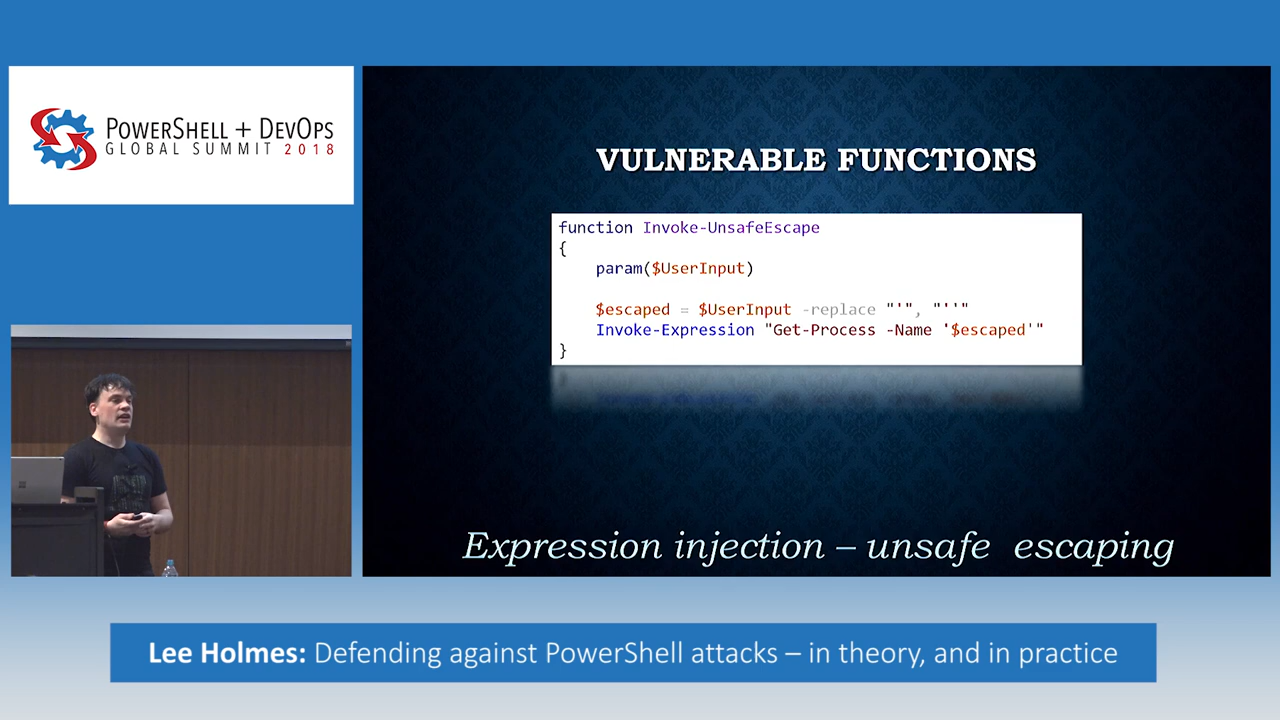 POWERSHELL + DEVOPS
GLOBAL SUMMIT 2018
VULNERABLE FUNCTIONS
function Invoke-UnsafeEscape
{
param($UserInput)
$escaped = $UserInput -replace "'", "''"
Invoke-Expression "Get-Process -Name '$escaped'"
}
Expression injection – unsafe escaping
Lee Holmes: Defending against PowerShell attacks – in theory, and in practice